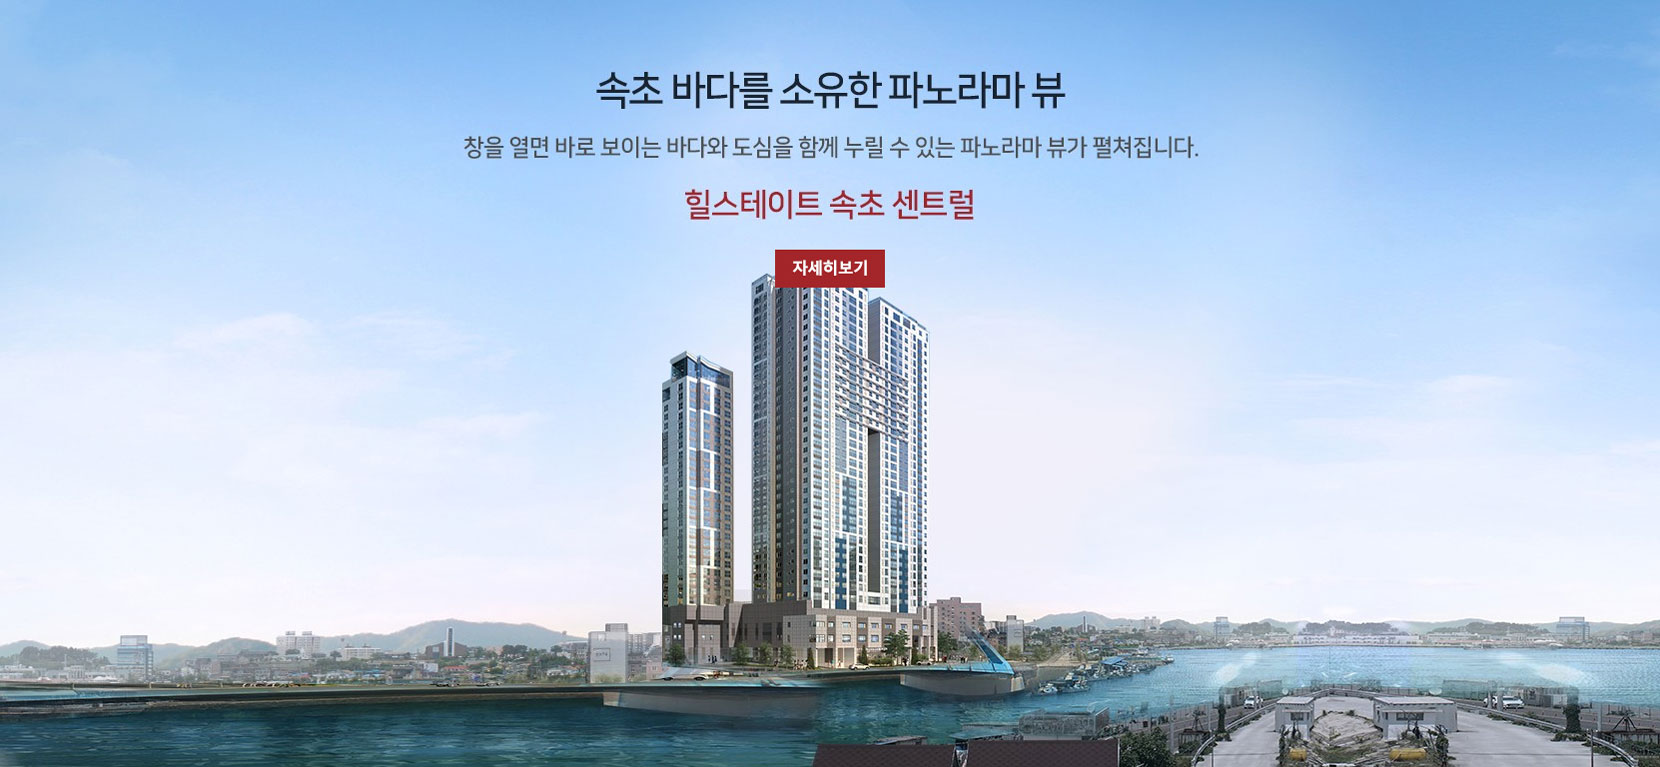 속초 바다를 소유한 파노라마 뷰
창을 열면 바로 보이는 바다와 도심을 함께 누릴 수 있는 파노라마 뷰가 펼쳐집니다.
힐스테이트 속초 센트럴
자세히보기